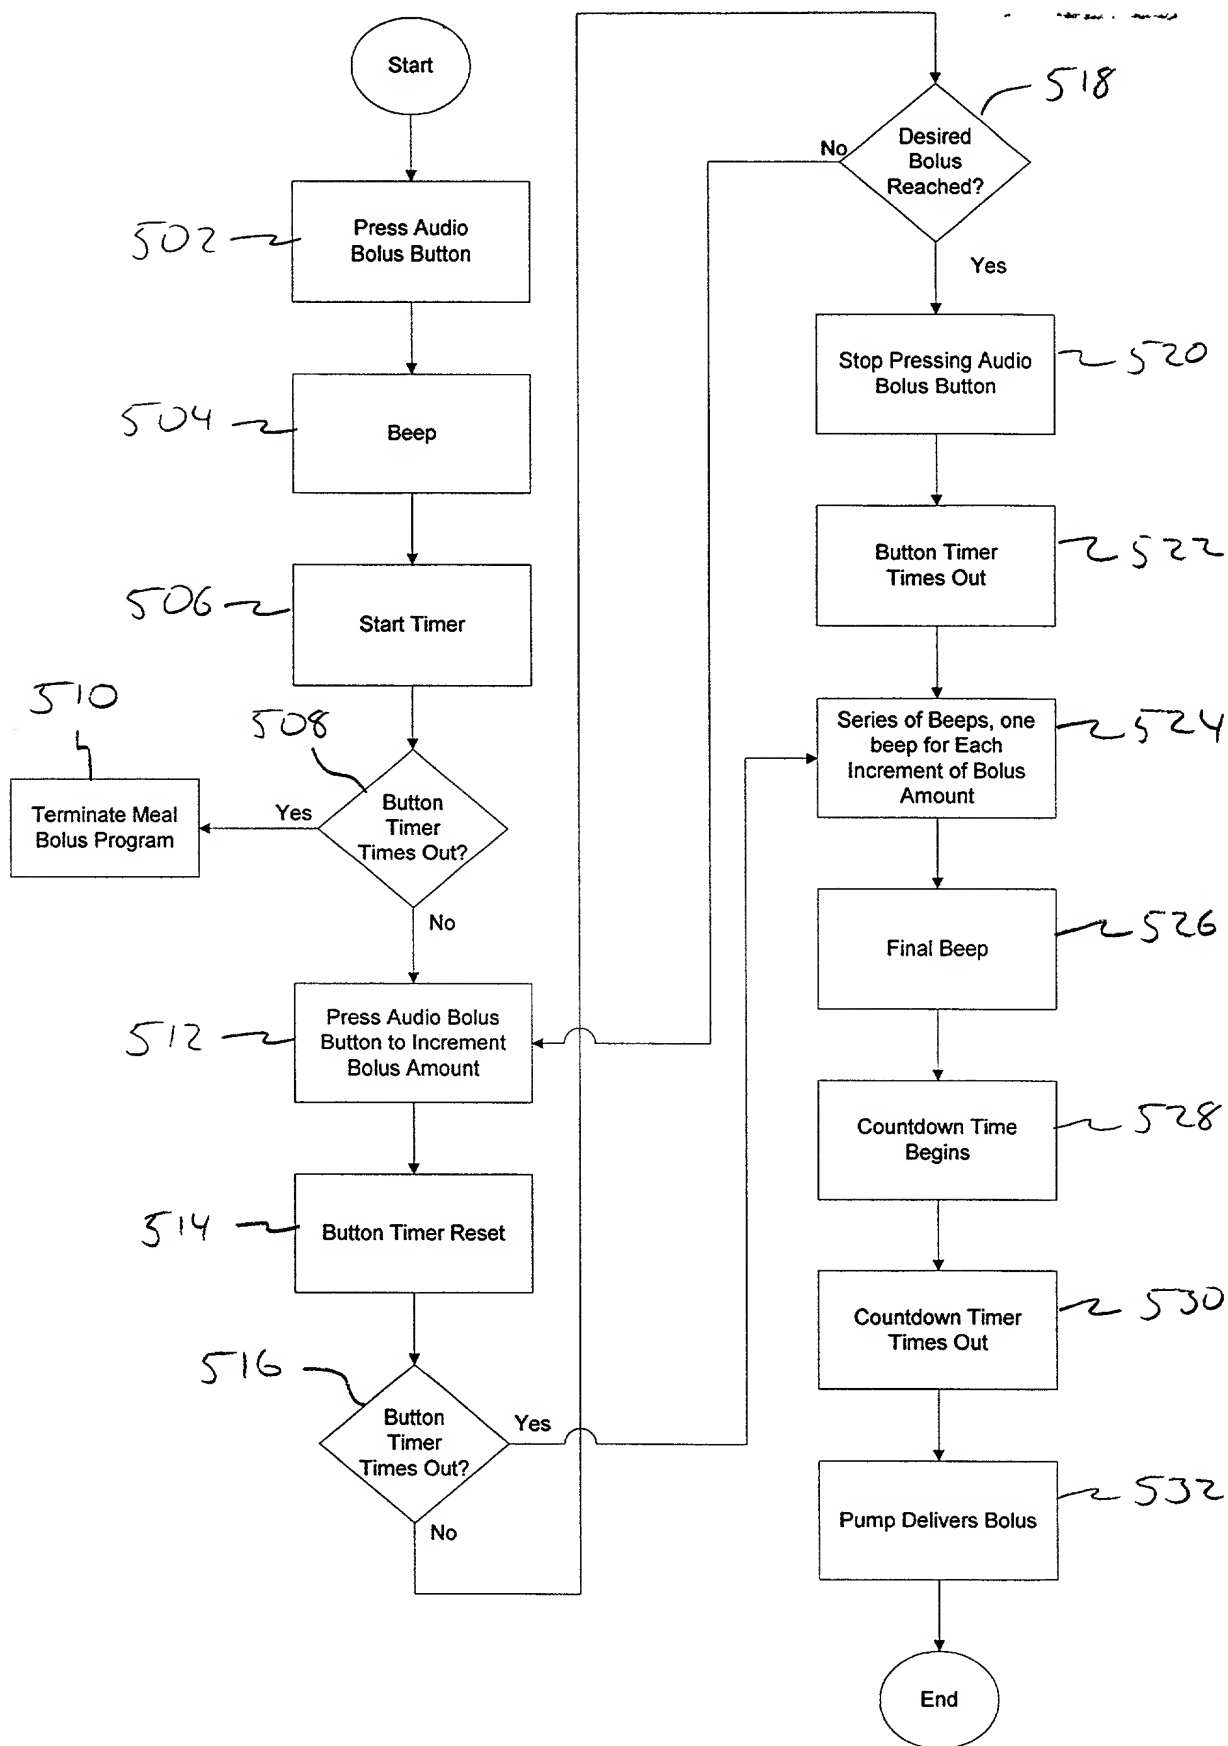 Start
518
Desired
Bolus
Reached?
No
Yes
502
Press Audio
Bolus Button
520
Stop Pressing Audio
Bolus Button
504
Beep
522
Button Timer
Times Out
506
Start Timer
510
508
524
Series of Beeps, one
beep for Each
Increment of Bolus
Amount
Terminate Meal
Bolus Program
Yes
Button
Timer
Times Out?
No
526
Final Beep
512
Press Audio Bolus
Button to Increment
Bolus Amount
528
Countdown Time
Begins
514
Button Timer Reset
530
Countdown Timer
Times Out
516
Button
Timer
Times Out?
Yes
No
532
Pump Delivers Bolus
End